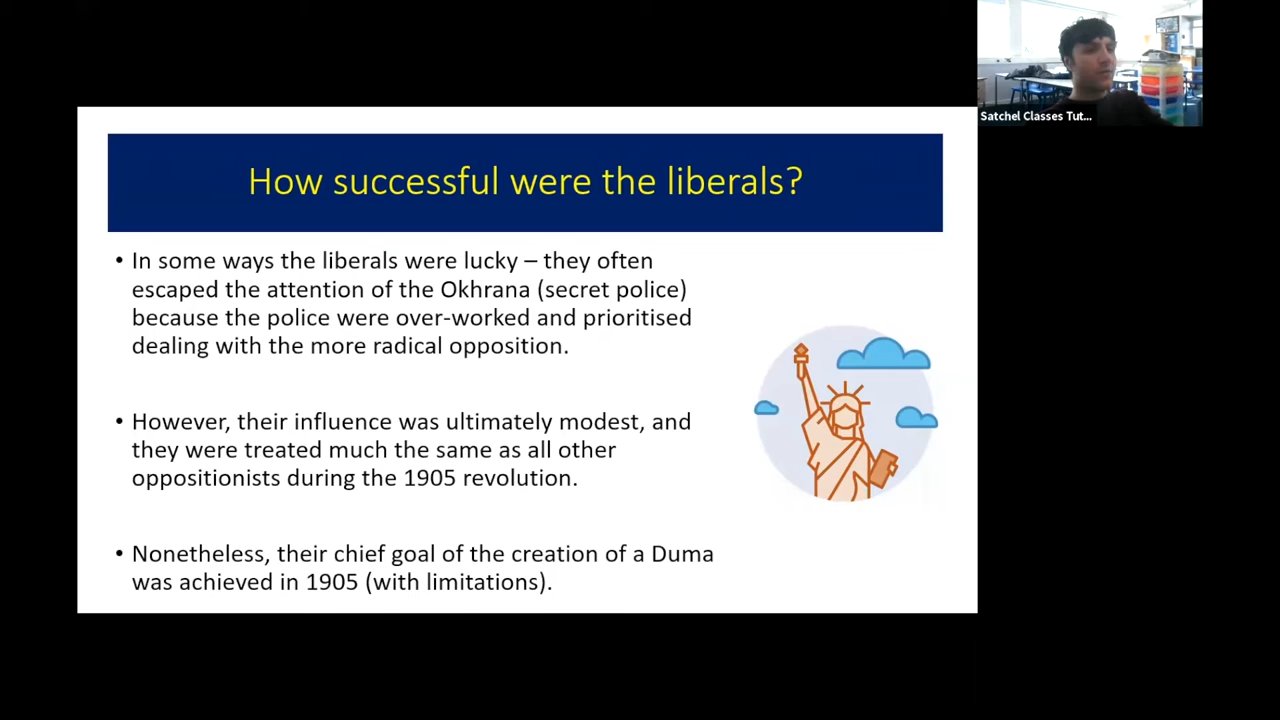 Satchel Classes Tut...
How successful were the liberals?
• In some ways the liberals were lucky – they often
escaped the attention of the Okhrana (secret police)
because the police were over-worked and prioritised
dealing with the more radical opposition.
• However, their influence was ultimately modest, and
they were treated much the same as all other
oppositionists during the 1905 revolution.
• Nonetheless, their chief goal of the creation of a Duma
was achieved in 1905 (with limitations).